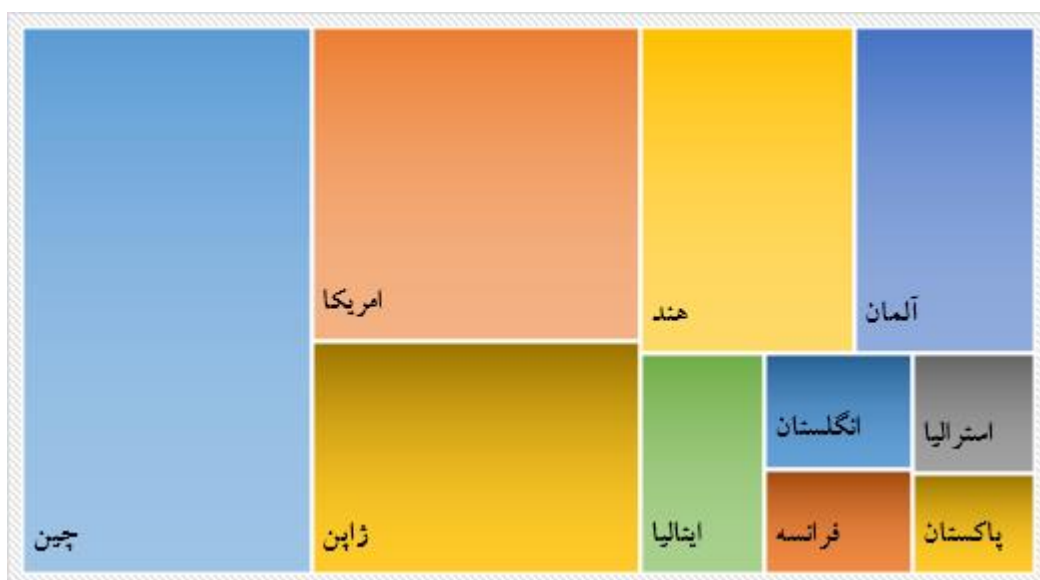 چین
امریکا
ژاپن
هند
آلمان
ایتالیا
انگلستان
فرانسه
استرالیا
پاکستان